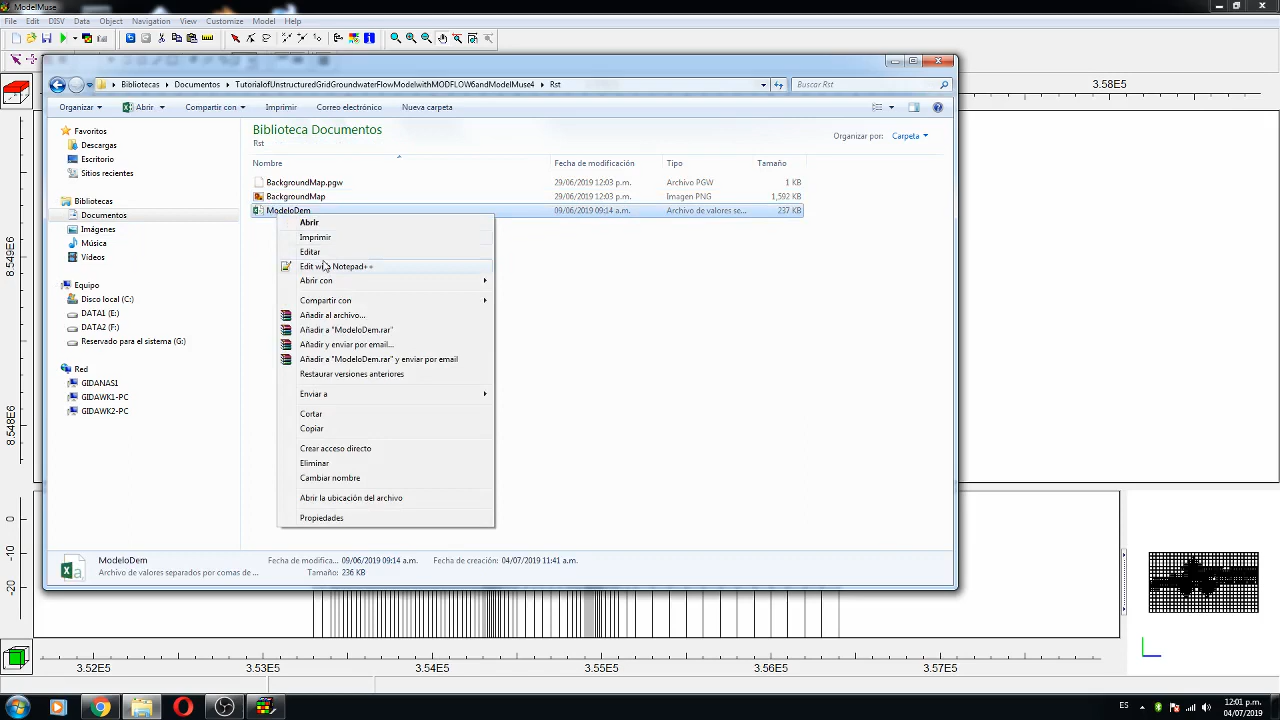 ModelMuse
File Edit DISV Data Object Navigation View Customize Model Help
Bibliotecas Documentos TutorialofUnstructuredGridGroundwaterFlowModelwithMODFLOW6andModelMuse4 Rst
Buscar Rst
3.58E5
Organizar Abrir Compartir con Imprimir Correo electrónico Nueva carpeta
Favoritos
Descargas
Escritorio
Sitios recientes
Bibliotecas
Documentos
Imágenes
Música
Vídeos
Equipo
Disco local (C:)
DATA1 (E:)
DATA2 (F:)
Reservado para el sistema (G:)
Red
GIDANAS1
GIDAWK1-PC
GIDAWK2-PC
Biblioteca Documentos
Rst
Organizar por: Carpeta
Nombre Fecha de modificación Tipo Tamaño
BackgroundMap.pgw 29/06/2019 12:03 p.m. Archivo PGW 1 KB
BackgroundMap 29/06/2019 12:03 p.m. Imagen PNG 1,592 KB
ModeloDem 09/06/2019 09:14 a.m. Archivo de valores se... 237 KB
Abrir
Imprimir
Editar
Edit with Notepad++
Abrir con
Compartir con
Añadir al archivo...
Añadir a "ModeloDem.rar"
Añadir y enviar por email...
Añadir a "ModeloDem.rar" y enviar por email
Restaurar versiones anteriores
Enviar a
Cortar
Copiar
Crear acceso directo
Eliminar
Cambiar nombre
Abrir la ubicación del archivo
Propiedades
ModeloDem Fecha de modifica... 09/06/2019 09:14 a.m. Fecha de creación: 04/07/2019 11:41 a.m.
Archivo de valores separados por comas de ... Tamaño: 236 KB
8.549E6
8.548E6
0
-10
-20
3.52E5 3.53E5 3.54E5 3.55E5 3.56E5 3.57E5
ES
12:01 p.m.
04/07/2019